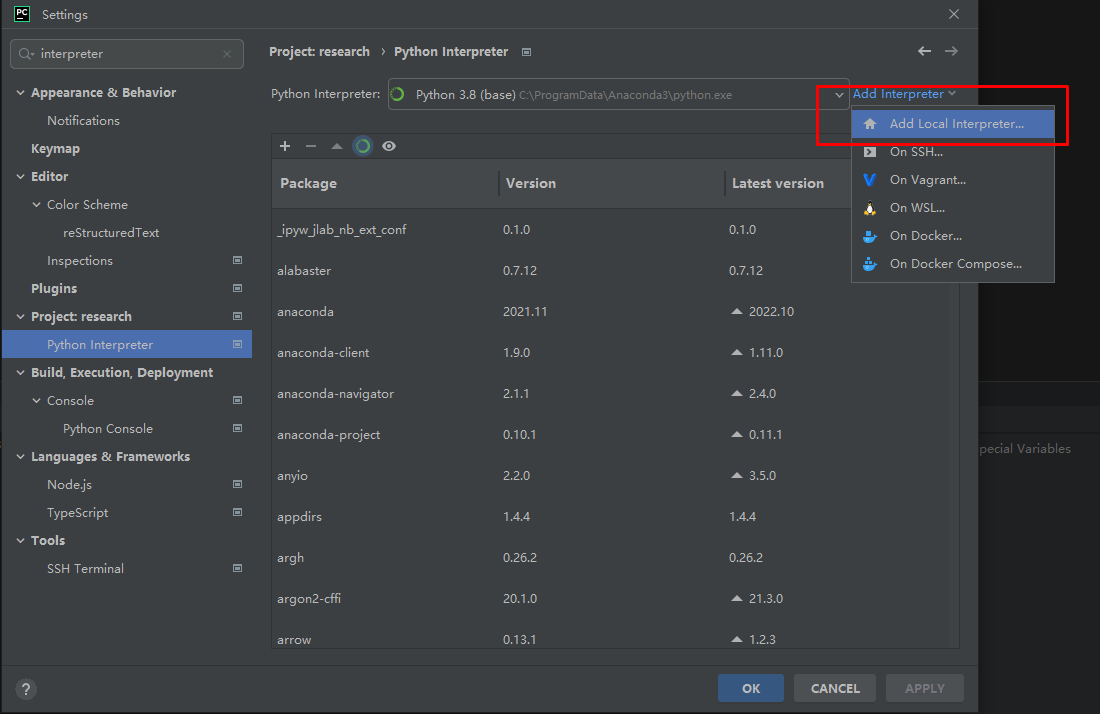 PC Settings
interpreter
Project: research › Python Interpreter
Appearance & Behavior
Notifications
Keymap
Editor
Color Scheme
reStructuredText
Inspections
Plugins
Project: research
Python Interpreter
Build, Execution, Deployment
Console
Python Console
Languages & Frameworks
Node.js
TypeScript
Tools
SSH Terminal
Python Interpreter: Python 3.8 (base) C:\ProgramData\Anaconda3\python.exe Add Interpreter
Add Local Interpreter...
On SSH...
On Vagrant...
On WSL...
On Docker...
On Docker Compose...
Package Version Latest version
_ipyw_jlab_nb_ext_conf 0.1.0 0.1.0
alabaster 0.7.12 0.7.12
anaconda 2021.11 2022.10
anaconda-client 1.9.0 1.11.0
anaconda-navigator 2.1.1 2.4.0
anaconda-project 0.10.1 0.11.1
anyio 2.2.0 3.5.0
appdirs 1.4.4 1.4.4
argh 0.26.2 0.26.2
argon2-cffi 20.1.0 21.3.0
arrow 0.13.1 1.2.3
pecial Variables
? OK CANCEL APPLY